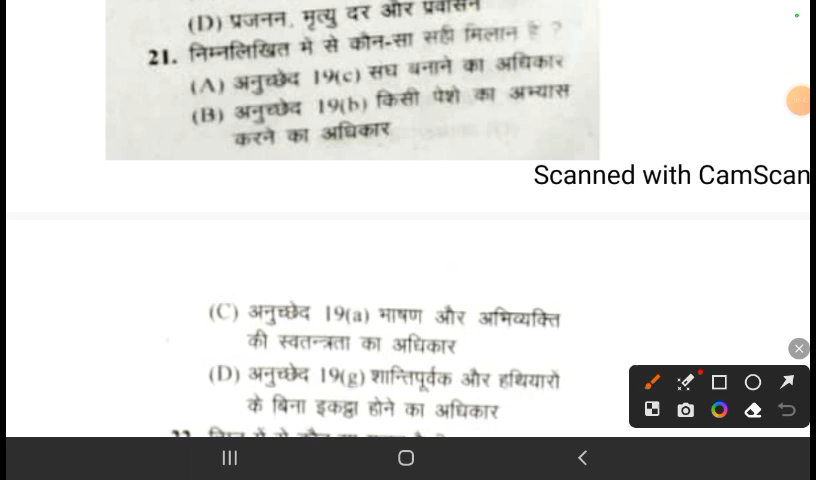 (D) प्रजनन, मृत्यु दर और प्रवासन
21. निम्नलिखित में से कौन-सा सही मिलान है ?
(A) अनुच्छेद 19(c) संघ बनाने का अधिकार
(B) अनुच्छेद 19(b) किसी पेशे का अभ्यास
करने का अधिकार
Scanned with CamScan
(C) अनुच्छेद 19(a) भाषण और अभिव्यक्ति
की स्वतन्त्रता का अधिकार
(D) अनुच्छेद 19(g) शान्तिपूर्वक और हथियारों
के बिना इकट्ठा होने का अधिकार